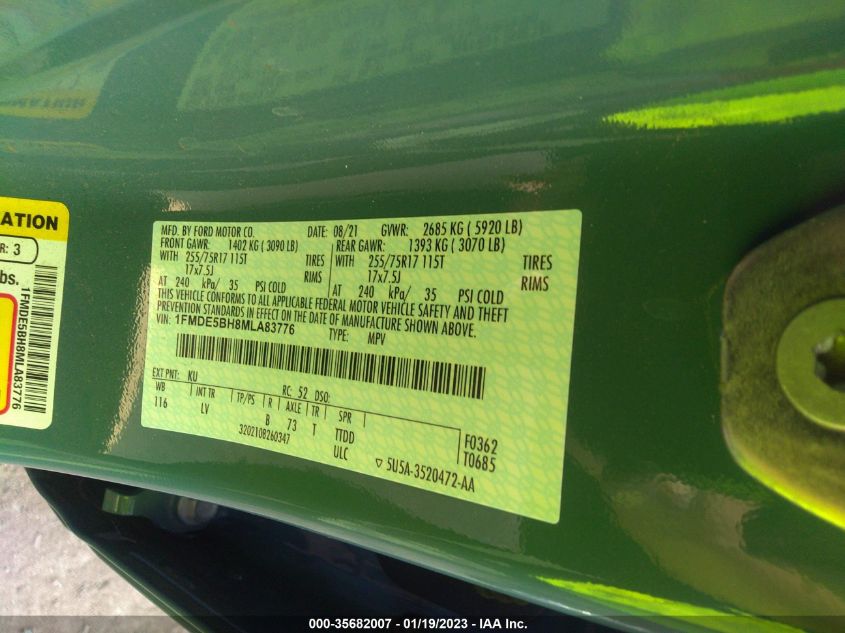 ATION
R: 3
bs.
1FMDE5BH8MLA83776
MFD. BY FORD MOTOR CO. DATE: 08/21 GVWR: 2685 KG ( 5920 LB)
FRONT GAWR: 1402 KG ( 3090 LB) REAR GAWR: 1393 KG ( 3070 LB)
WITH 255/75R17 115T TIRES WITH 255/75R17 115T TIRES
17x7.5J RIMS 17x7.5J RIMS
AT 240 kPa/ 35 PSI COLD AT 240 kPa/ 35 PSI COLD
THIS VEHICLE CONFORMS TO ALL APPLICABLE FEDERAL MOTOR VEHICLE SAFETY AND THEFT
PREVENTION STANDARDS IN EFFECT ON THE DATE OF MANUFACTURE SHOWN ABOVE.
VIN: 1FMDE5BH8MLA83776
TYPE: MPV
EXT PNT: KU RC: 52 DSO:
WB INT TR TP/PS R AXLE TR SPR
116 LV B 73 T TTDD F0362
3202108260347 ULC T0685
5U5A-3520472-AA
000-35682007 - 01/19/2023 - IAA Inc.